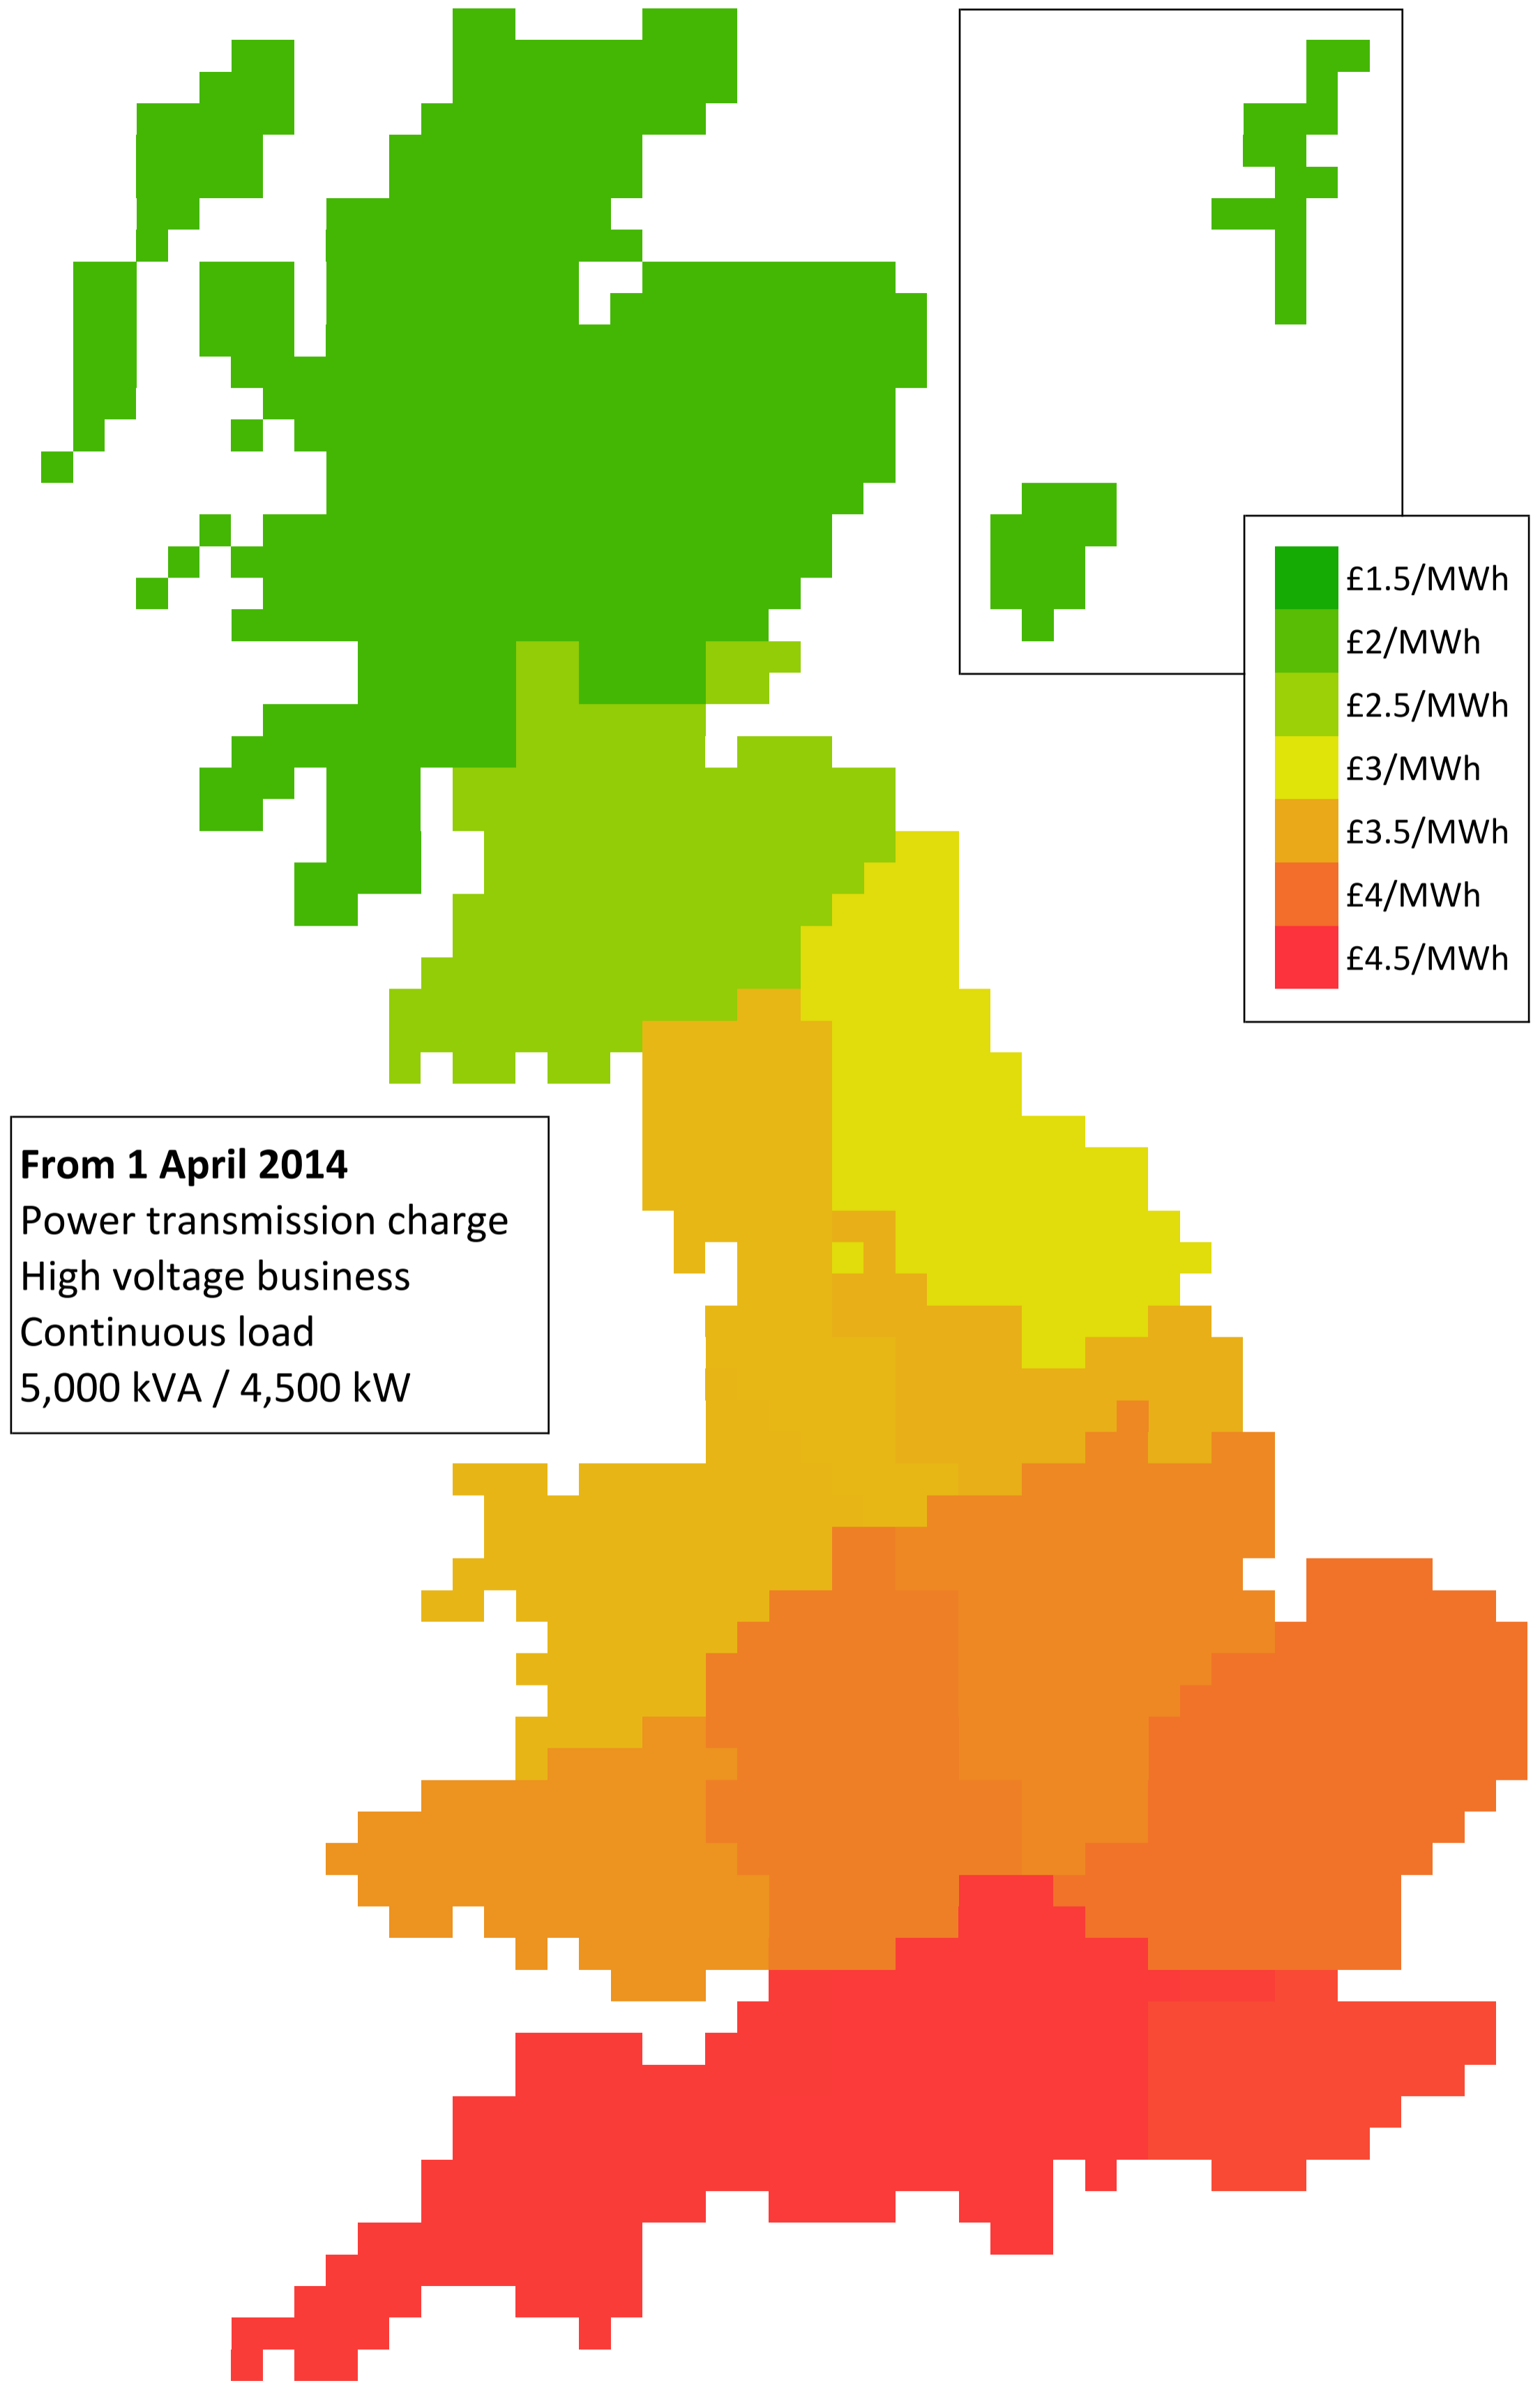 £1.5/MWh
£2/MWh
£2.5/MWh
£3/MWh
£3.5/MWh
£4/MWh
£4.5/MWh
From 1 April 2014
Power transmission charge
High voltage business
Continuous load
5,000 kVA / 4,500 kW